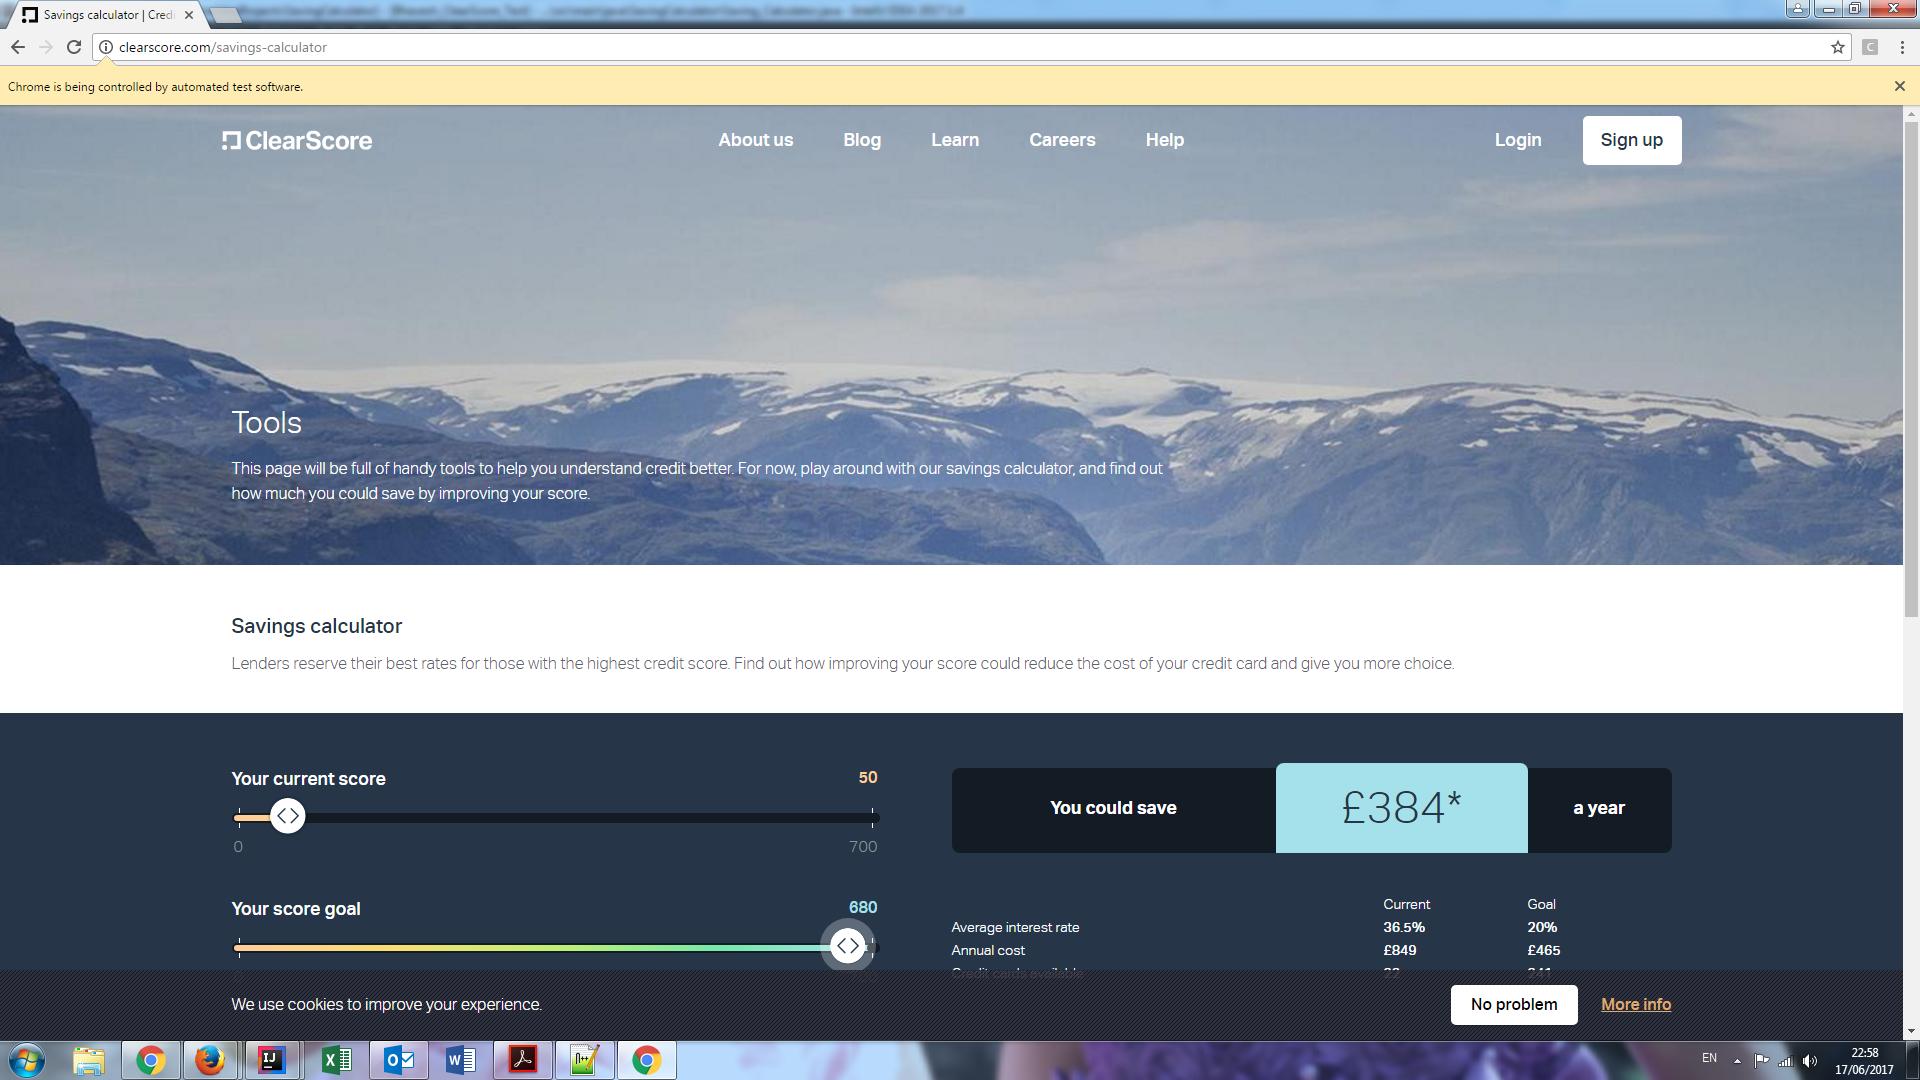 Savings calculator | Credi
clearscore.com/savings-calculator
C
Chrome is being controlled by automated test software.
ClearScore
About us
Blog
Learn
Careers
Help
Login
Sign up
Tools
This page will be full of handy tools to help you understand credit better. For now, play around with our savings calculator, and find out
how much you could save by improving your score.
Savings calculator
Lenders reserve their best rates for those with the highest credit score. Find out how improving your score could reduce the cost of your credit card and give you more choice.
Your current score 50
0 700
You could save £384* a year
Your score goal 680
Current Goal
Average interest rate 36.5% 20%
Annual cost £849 £465
Credit cards available 22 241
We use cookies to improve your experience.
No problem
More info
IJ
EN
22:58
17/06/2017